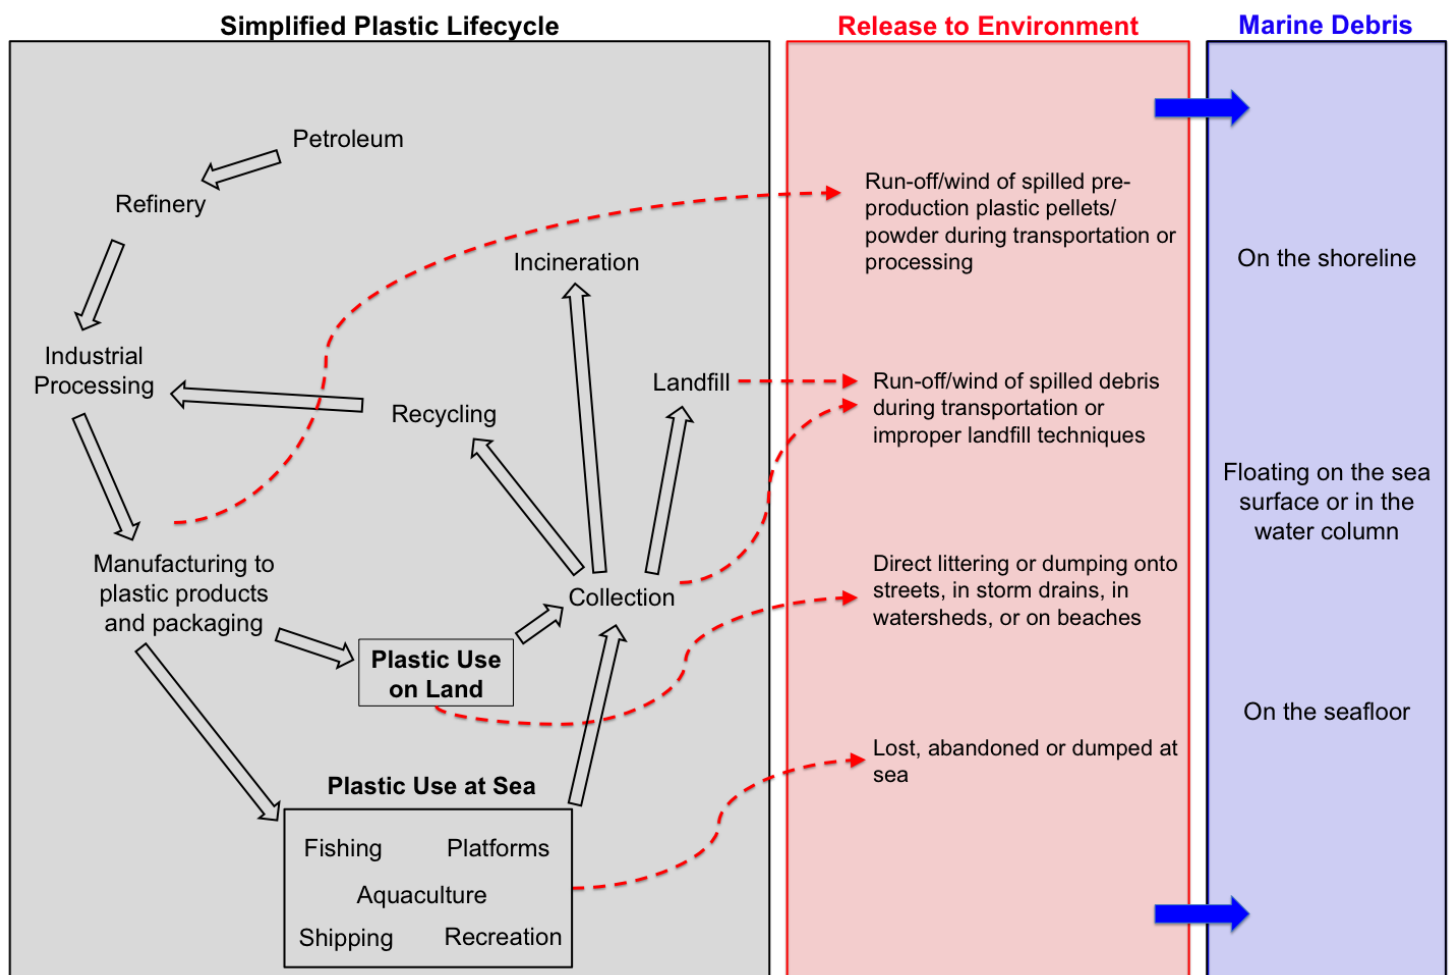 Simplified Plastic Lifecycle
Release to Environment
Marine Debris
Petroleum
Refinery
Incineration
Industrial
Processing
Recycling
Landfill
Manufacturing to
plastic products
and packaging
Collection
Plastic Use
on Land
Plastic Use at Sea
Fishing
Platforms
Aquaculture
Shipping
Recreation
Run-off/wind of spilled pre-
production plastic pellets/
powder during transportation or
processing
Run-off/wind of spilled debris
during transportation or
improper landfill techniques
Direct littering or dumping onto
streets, in storm drains, in
watersheds, or on beaches
Lost, abandoned or dumped at
sea
On the shoreline
Floating on the sea
surface or in the
water column
On the seafloor